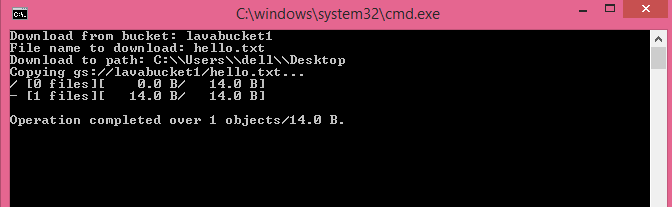 C:\windows\system32\cmd.exe
Download from bucket: lavabucket1
File name to download: hello.txt
Download to path: C:\\Users\\dell\\Desktop
Copying gs://lavabucket1/hello.txt...
/ [0 files][    0.0 B/   14.0 B]
- [1 files][   14.0 B/   14.0 B]
Operation completed over 1 objects/14.0 B.